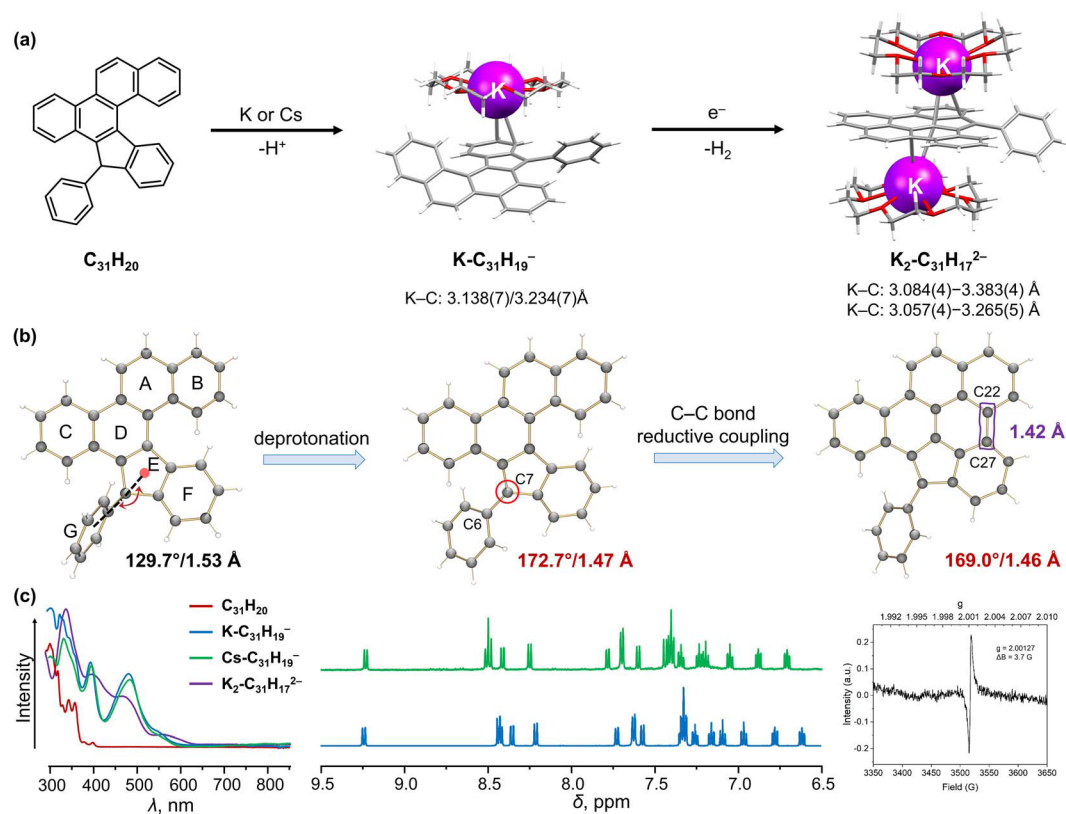 (a)
K or Cs
-H⁺
K
e⁻
-H₂
K
K
C₃₁H₂₀
K-C₃₁H₁₉⁻
K₂-C₃₁H₁₇²⁻
K–C: 3.138(7)/3.234(7)Å
K–C: 3.084(4)−3.383(4) Å
K–C: 3.057(4)−3.265(5) Å
(b)
A
B
C
D
E
F
G
129.7°/1.53 Å
deprotonation
C7
C6
172.7°/1.47 Å
C–C bond
reductive coupling
C22
C27
1.42 Å
169.0°/1.46 Å
(c)
Intensity
C₃₁H₂₀
K-C₃₁H₁₉⁻
Cs-C₃₁H₁₉⁻
K₂-C₃₁H₁₇²⁻
300 400 500 600 700 800
λ, nm
9.5 9.0 8.5 8.0 7.5 7.0 6.5
δ, ppm
g
1.992 1.995 1.998 2.001 2.004 2.007 2.010
Intensity (a.u.)
0.2
0.1
0.0
-0.1
-0.2
g = 2.00127
ΔB = 3.7 G
3350 3400 3450 3500 3550 3600 3650
Field (G)